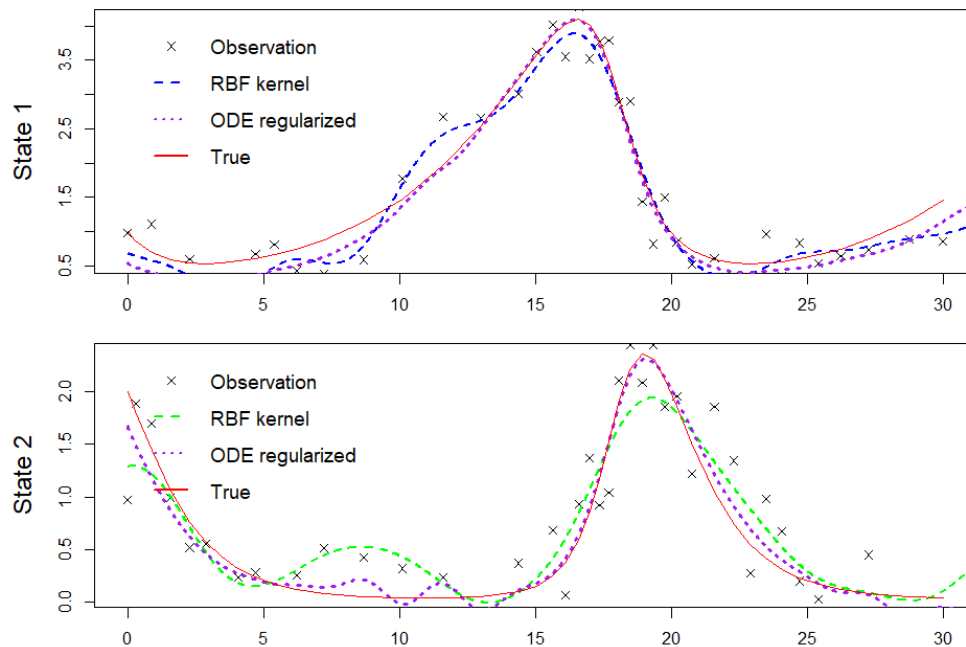 State 1
3.5
2.5
1.5
0.5
× Observation
RBF kernel
ODE regularized
True
0 5 10 15 20 25 30
State 2
2.0
1.5
1.0
0.5
0.0
× Observation
RBF kernel
ODE regularized
True
0 5 10 15 20 25 30